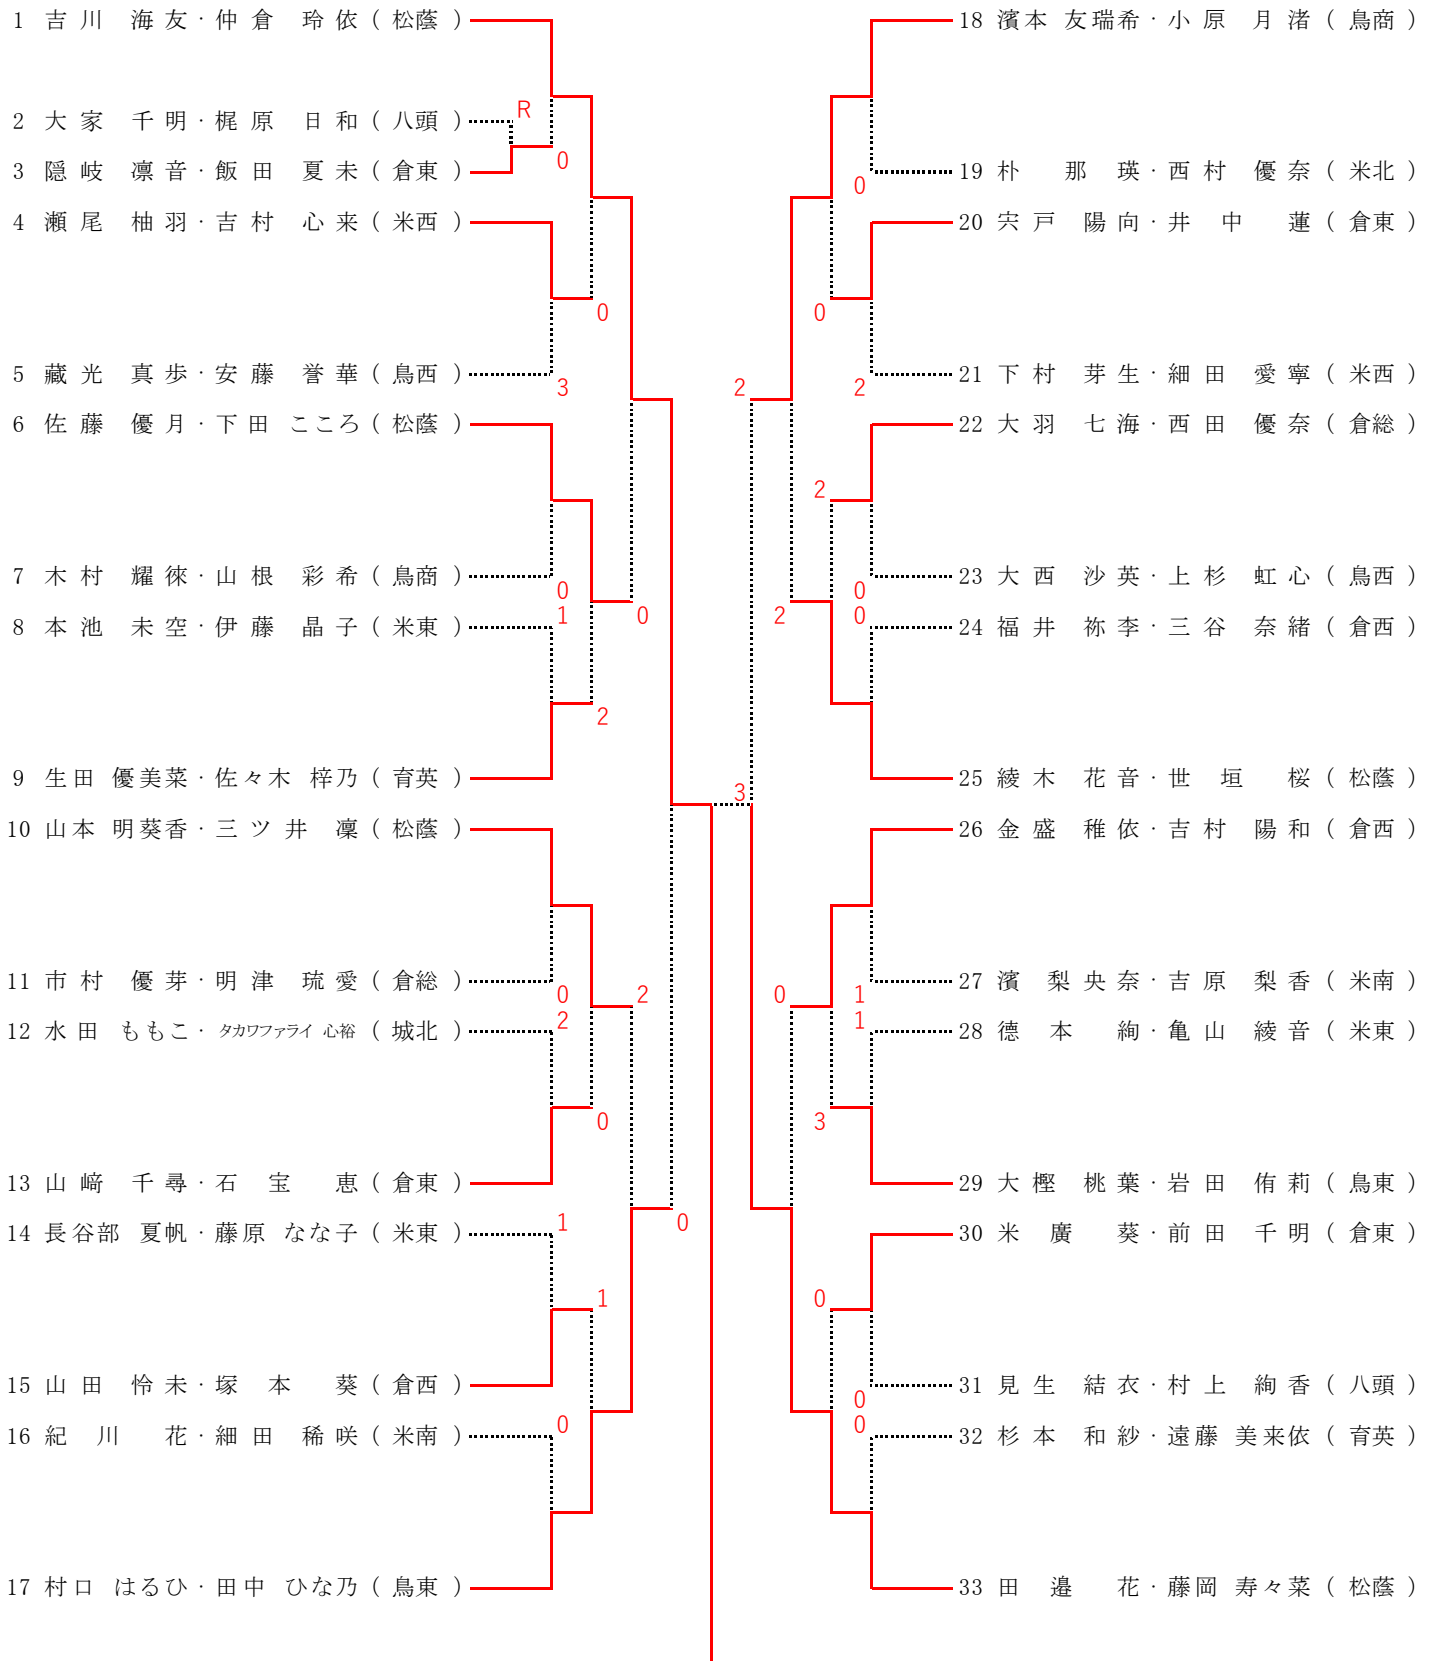 1 吉川 海友・仲倉 玲依(松蔭)
2 大家 千明・梶原 日和(八頭)
R
3 隠岐 凛音・飯田 夏未(倉東)
0
4 瀬尾 柚羽・吉村 心来(米西)
0
5 藏光 真歩・安藤 誉華(鳥西)
3
6 佐藤 優月・下田 こころ(松蔭)
7 木村 耀徠・山根 彩希(鳥商)
0
1
0
8 本池 未空・伊藤 晶子(米東)
2
9 生田 優美菜・佐々木 梓乃(育英)
10 山本 明葵香・三ツ井 凜(松蔭)
11 市村 優芽・明津 琉愛(倉総)
0
2
2
12 水田 ももこ・タカワファライ 心裕(城北)
0
13 山﨑 千尋・石宝 恵(倉東)
14 長谷部 夏帆・藤原 なな子(米東)
1
0
1
15 山田 怜未・塚本 葵(倉西)
16 紀川 花・細田 稀咲(米南)
0
17 村口 はるひ・田中 ひな乃(鳥東)
3
18 濱本 友瑞希・小原 月渚(鳥商)
19 朴 那瑛・西村 優奈(米北)
0
20 宍戸 陽向・井中 蓮(倉東)
0
21 下村 芽生・細田 愛寧(米西)
2
2
22 大羽 七海・西田 優奈(倉総)
2
23 大西 沙英・上杉 虹心(鳥西)
0
0
2
24 福井 祢李・三谷 奈緒(倉西)
25 綾木 花音・世垣 桜(松蔭)
26 金盛 稚依・吉村 陽和(倉西)
27 濱 梨央奈・吉原 梨香(米南)
0
1
1
28 德本 絢・亀山 綾音(米東)
3
29 大樫 桃葉・岩田 侑莉(鳥東)
30 米廣 葵・前田 千明(倉東)
0
31 見生 結衣・村上 絢香(八頭)
0
0
32 杉本 和紗・遠藤 美来依(育英)
33 田邉 花・藤岡 寿々菜(松蔭)